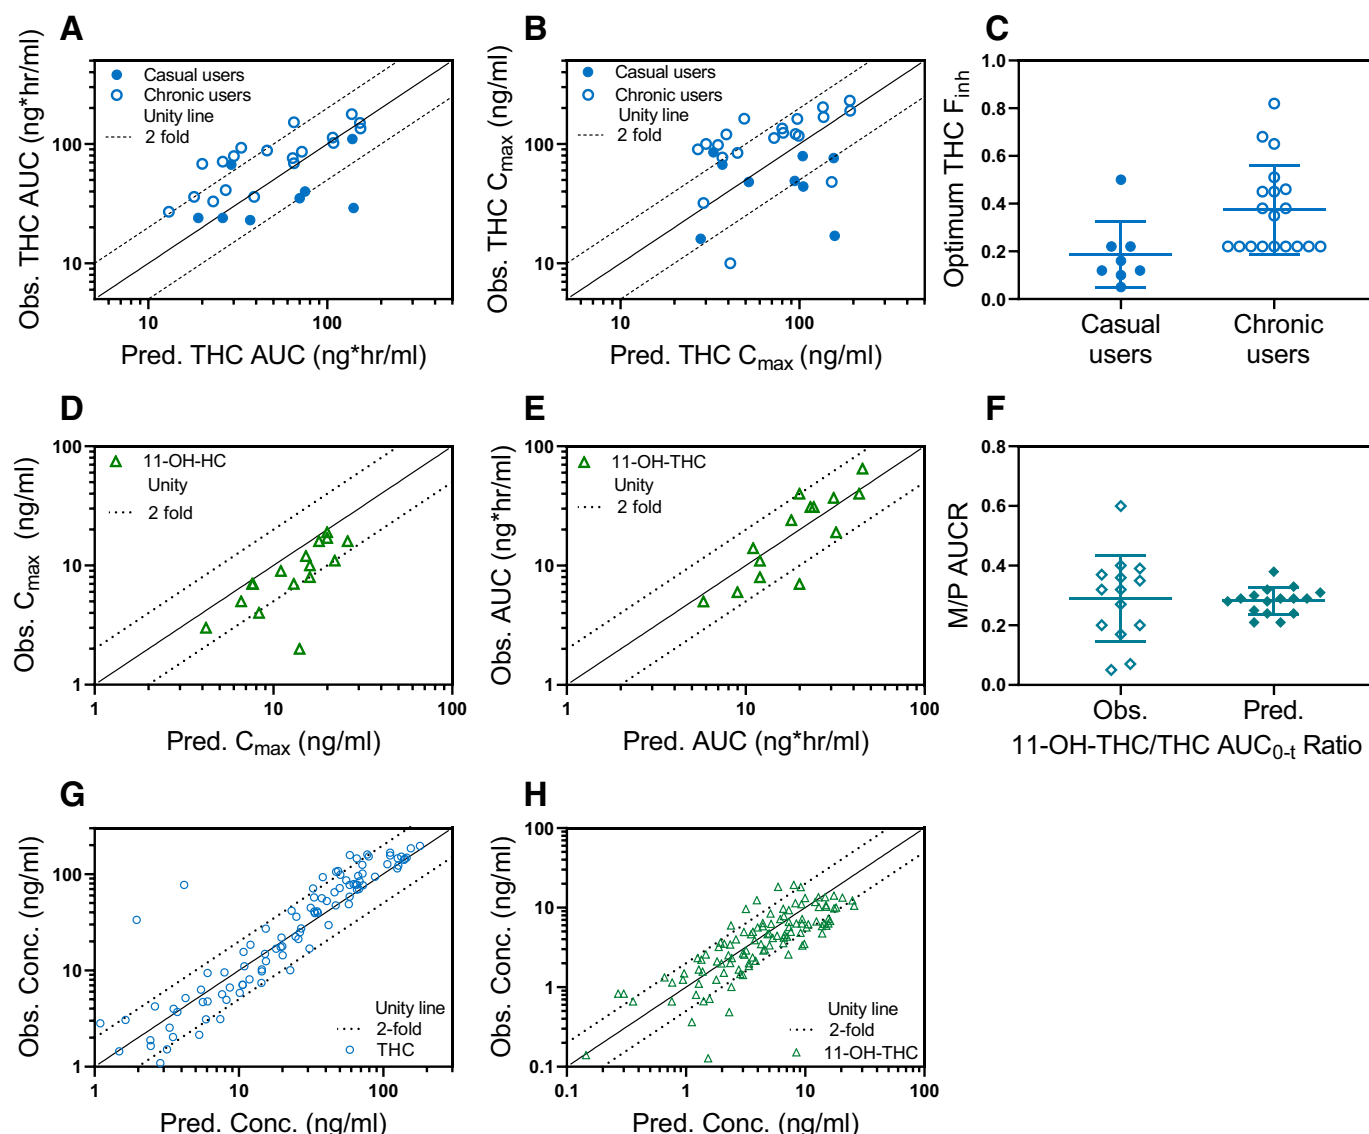 A
Obs. THC AUC (ng*hr/ml)
Casual users
Chronic users
Unity line
2 fold
100
10
10
100
Pred. THC AUC (ng*hr/ml)
B
Obs. THC Cmax (ng/ml)
Casual users
Chronic users
Unity line
2 fold
100
10
10
100
Pred. THC Cmax (ng/ml)
C
Optimum THC Finh
1.0
0.8
0.6
0.4
0.2
0.0
Casual
users
Chronic
users
D
Obs. Cmax (ng/ml)
11-OH-HC
Unity
2 fold
100
10
1
1
10
100
Pred. Cmax (ng/ml)
E
Obs. AUC (ng*hr/ml)
11-OH-THC
Unity
2 fold
100
10
1
1
10
100
Pred. AUC (ng*hr/ml)
F
M/P AUCR
0.8
0.6
0.4
0.2
0.0
Obs.
Pred.
11-OH-THC/THC AUC0-t Ratio
G
Obs. Conc. (ng/ml)
100
10
1
Unity line
2-fold
THC
1
10
100
Pred. Conc. (ng/ml)
H
Obs. Conc. (ng/ml)
100
10
1
0.1
Unity line
2-fold
11-OH-THC
0.1
1
10
100
Pred. Conc. (ng/ml)